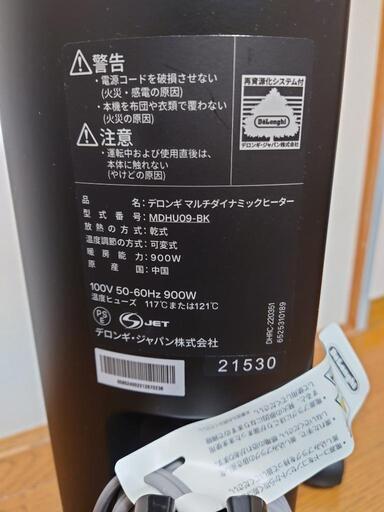 警告
・電源コードを破損させない
(火災・感電の原因)
・本機を布団や衣類で覆わない
(火災の原因)
注意
・運転中および使用直後は、
本体に触れない
(やけどの原因)
再資源化システム付
DeLonghi
デロンギ・ジャパン株式会社
品名：デロンギ マルチダイナミックヒーター
型式番号：MDHU09-BK
放熱の方式：乾式
温度調節の方式：可変式
暖房能力：900W
原産国：中国
100V 50-60Hz 900W
温度ヒューズ 117℃または121℃
PSE
JET
デロンギ・ジャパン株式会社
DHRC-220351
6525310189
21530
DeLonghi